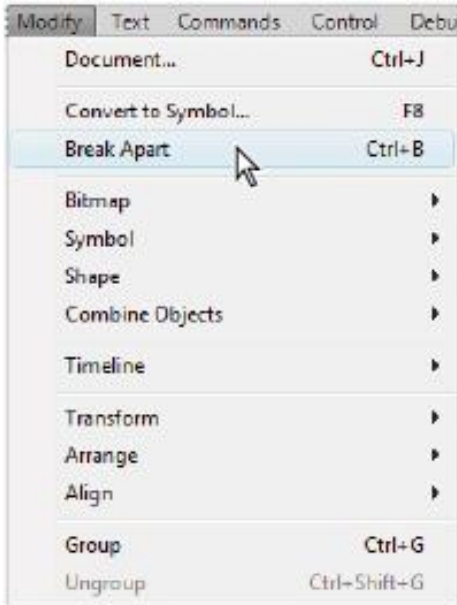 Modify Text Commands Control Debu
Document... Ctrl+J
Convert to Symbol... F8
Break Apart Ctrl+B
Bitmap
Symbol
Shape
Combine Objects
Timeline
Transform
Arrange
Align
Group Ctrl+G
Ungroup Ctrl+Shift+G